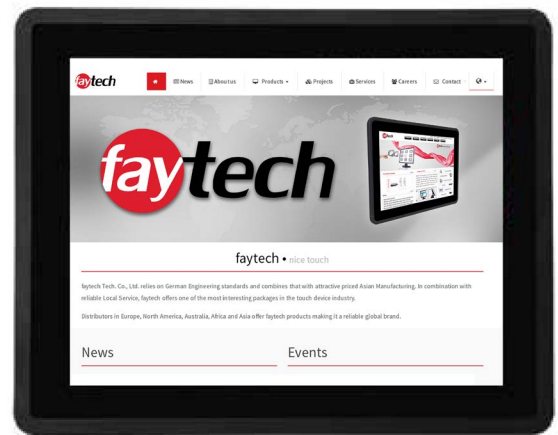 faytech
News
About us
Products
Projects
Services
Careers
Contact
faytech
faytech • nice touch
faytech Tech. Co., Ltd. relies on German Engineering standards and combines that with attractive priced Asian Manufacturing. In combination with
reliable Local Service, faytech offers one of the most interesting packages in the touch device industry.
Distributors in Europe, North America, Australia, Africa and Asia offer faytech products making it a reliable global brand.
News
Events